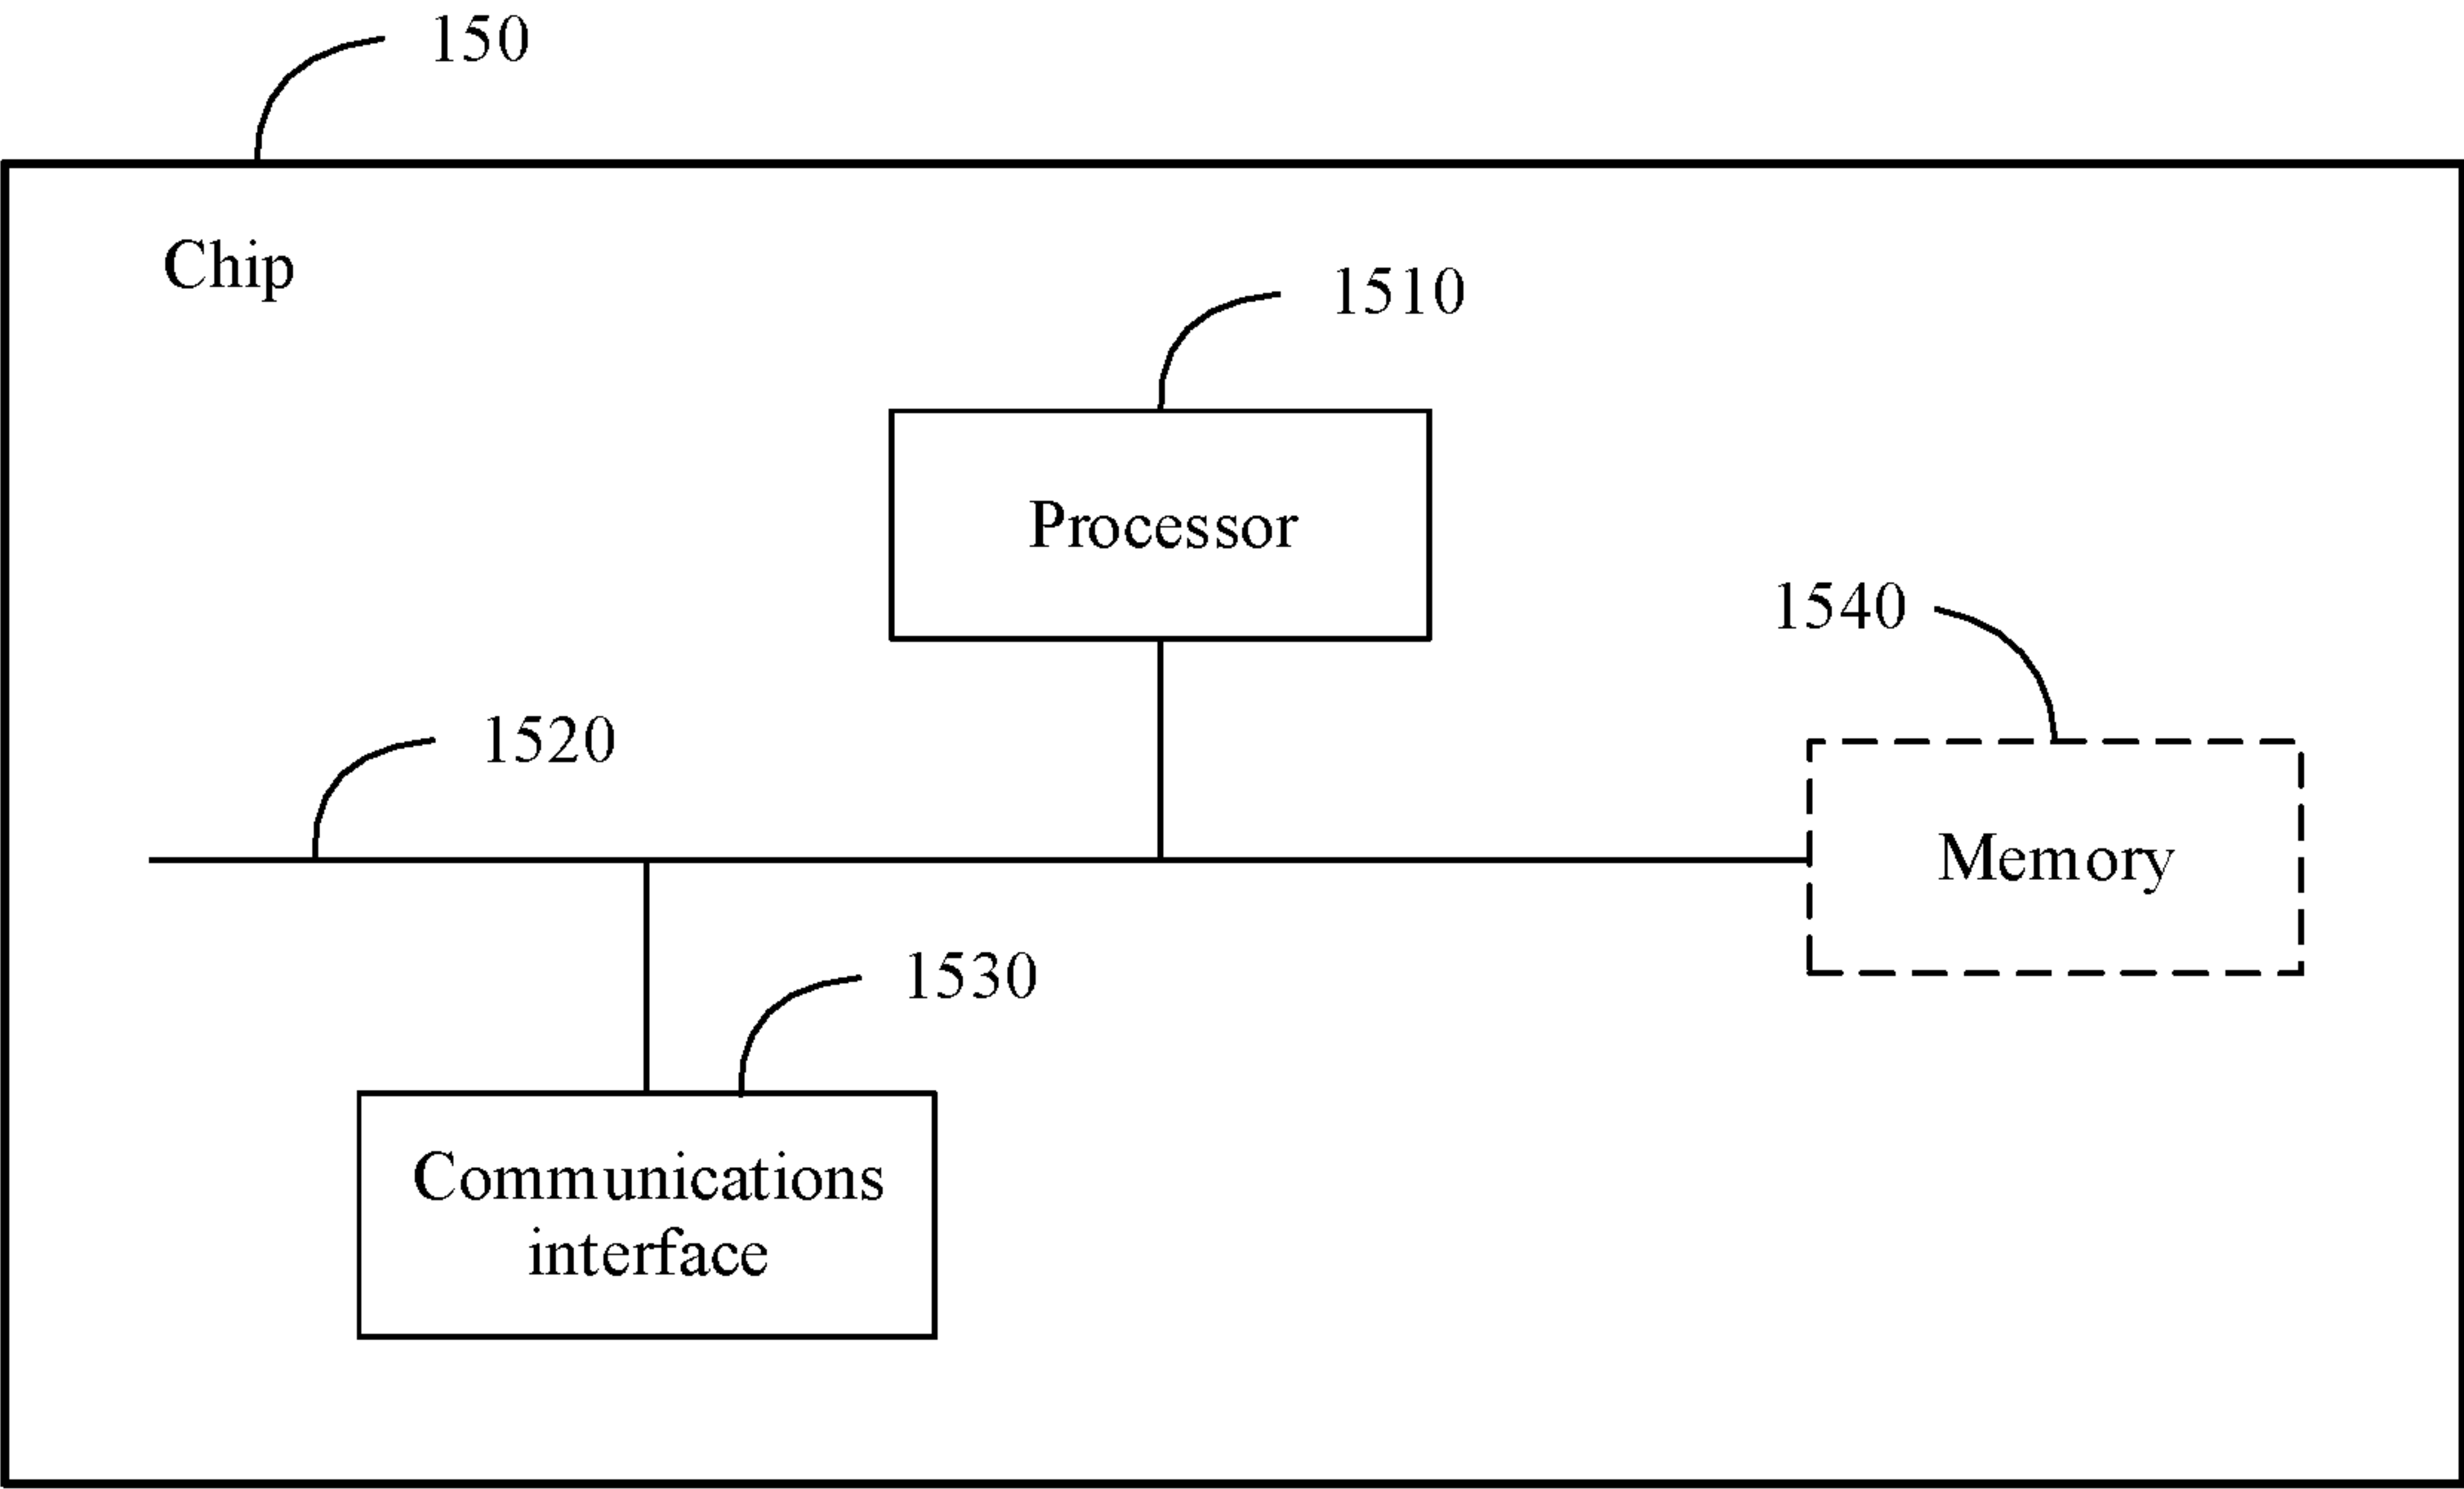 150
Chip
1510
Processor
1540
1520
Memory
1530
Communications
interface